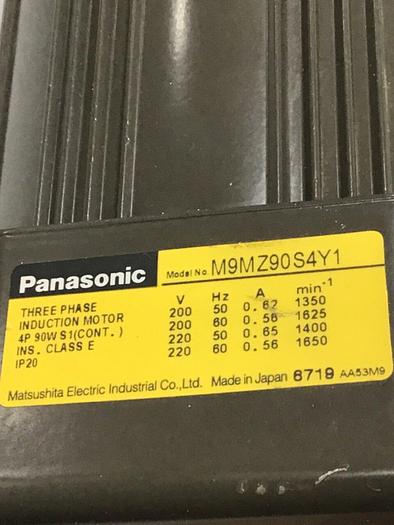 Panasonic Model No. M9MZ90S4Y1
THREE PHASE V Hz A min-1
INDUCTION MOTOR 200 50 0.62 1350
4P 90W S1(CONT.) 200 60 0.56 1625
INS. CLASS E 220 50 0.65 1400
IP20 220 60 0.56 1650
Matsushita Electric Industrial Co.,Ltd. Made in Japan 6719 AA53M9